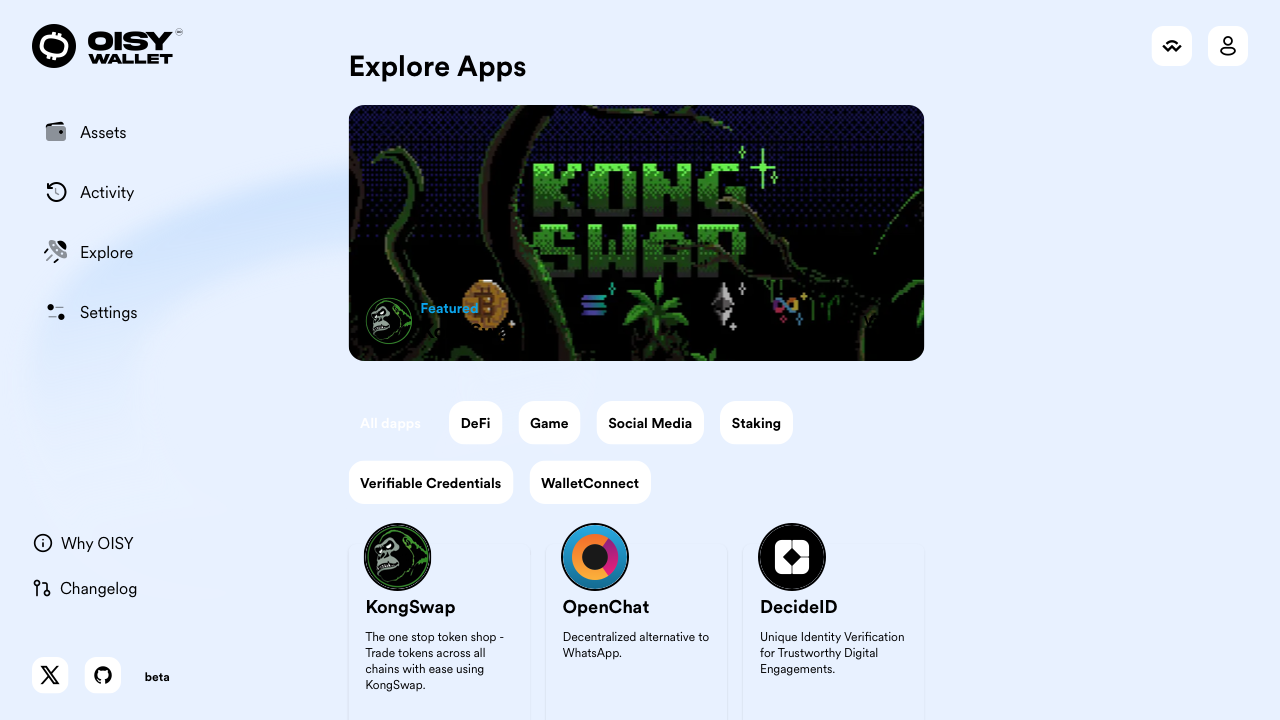 OISY
WALLET
Explore Apps
Assets
Activity
Explore
Settings
KONG
SWAP
Featured
All dapps
DeFi
Game
Social Media
Staking
Verifiable Credentials
WalletConnect
Why OISY
Changelog
beta
KongSwap
The one stop token shop -
Trade tokens across all
chains with ease using
KongSwap.
OpenChat
Decentralized alternative to
WhatsApp.
DecideID
Unique Identity Verification
for Trustworthy Digital
Engagements.